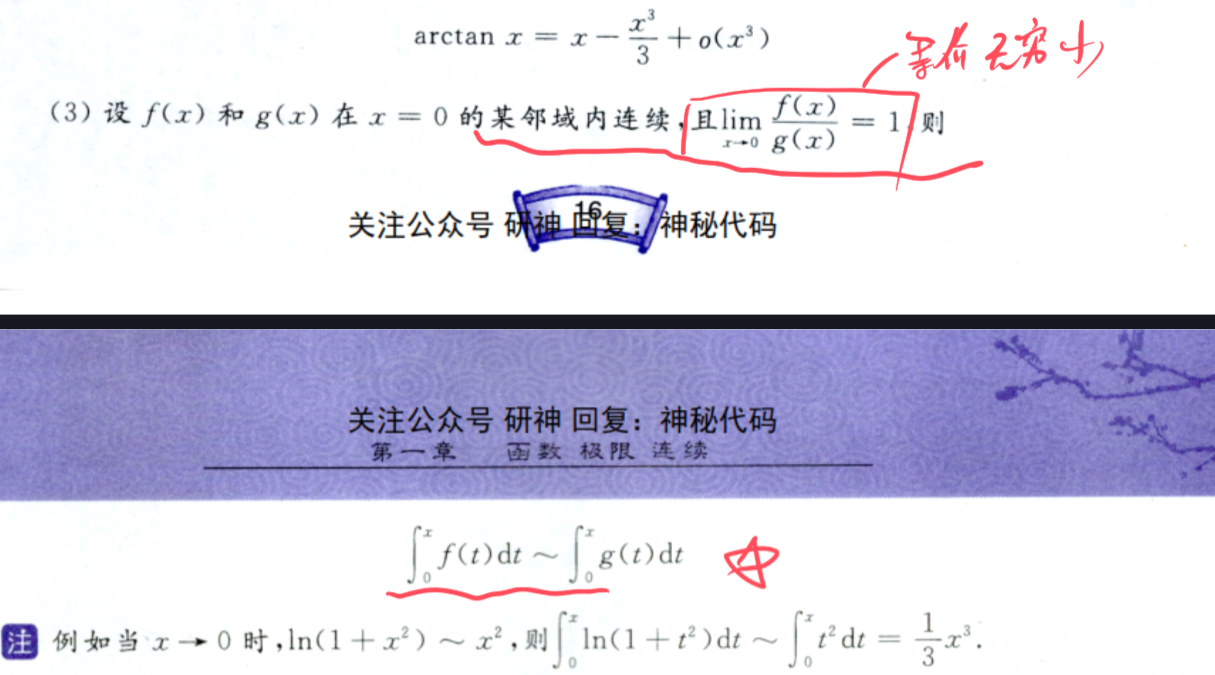 arctan x = x − x³/3 + o(x³)
等价无穷小
(3) 设 f(x) 和 g(x) 在 x = 0 的某邻域内连续,且 lim_{x→0} f(x)/g(x) = 1,则
16
关注公众号 研神 回复：神秘代码
关注公众号 研神 回复：神秘代码
第一章 函数 极限 连续
∫₀ˣ f(t)dt ~ ∫₀ˣ g(t)dt
注 例如当 x → 0 时,ln(1 + x²) ~ x²,则∫₀ˣ ln(1 + t²)dt ~ ∫₀ˣ t² dt = 1/3 x³.